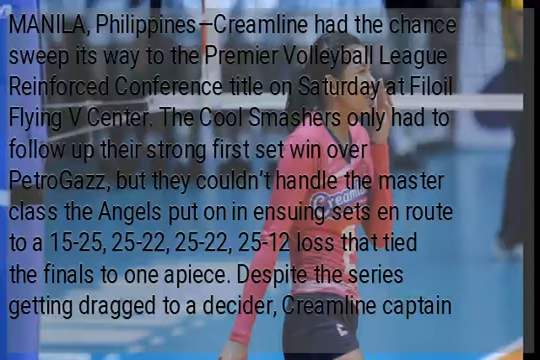 MANILA, Philippines—Creamline had the chance
sweep its way to the Premier Volleyball League
Reinforced Conference title on Saturday at Filoil
Flying V Center. The Cool Smashers only had to
follow up their strong first set win over
PetroGazz, but they couldn't handle the master
class the Angels put on in ensuing sets en route
to a 15-25, 25-22, 25-22, 25-12 loss that tied
the finals to one apiece. Despite the series
getting dragged to a decider, Creamline captain